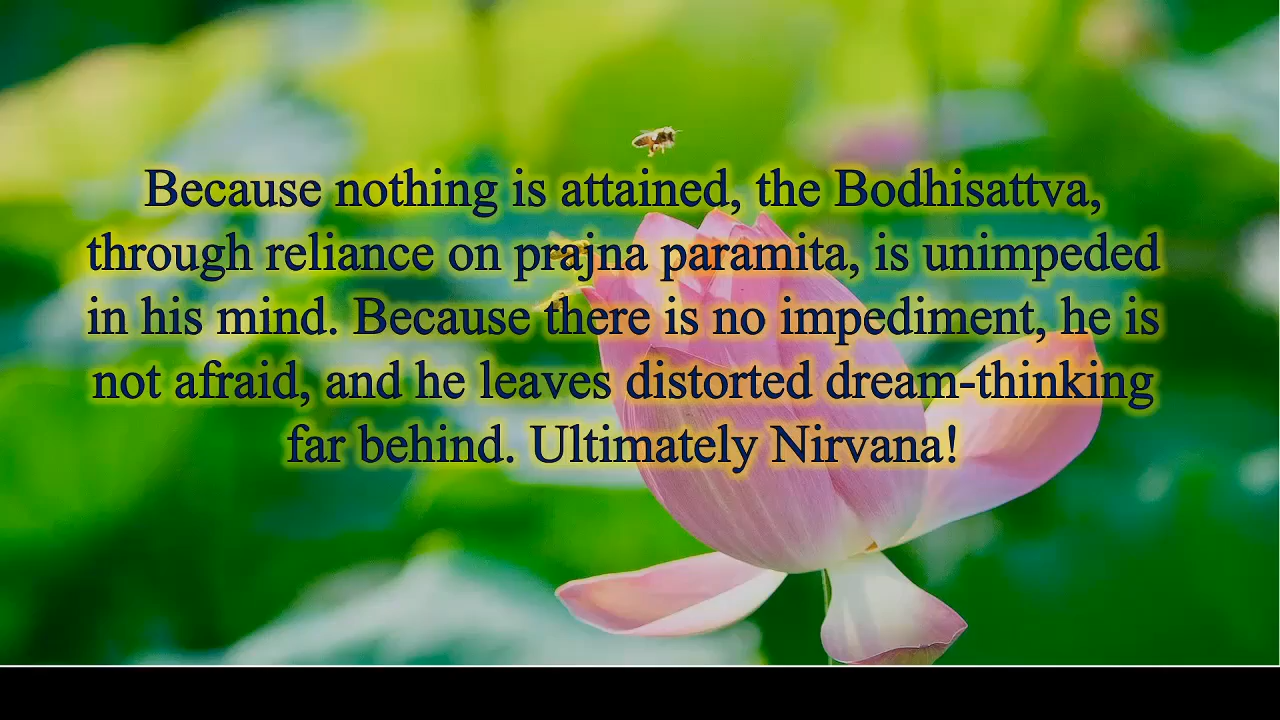 Because nothing is attained, the Bodhisattva,
through reliance on prajna paramita, is unimpeded
in his mind. Because there is no impediment, he is
not afraid, and he leaves distorted dream-thinking
far behind. Ultimately Nirvana!